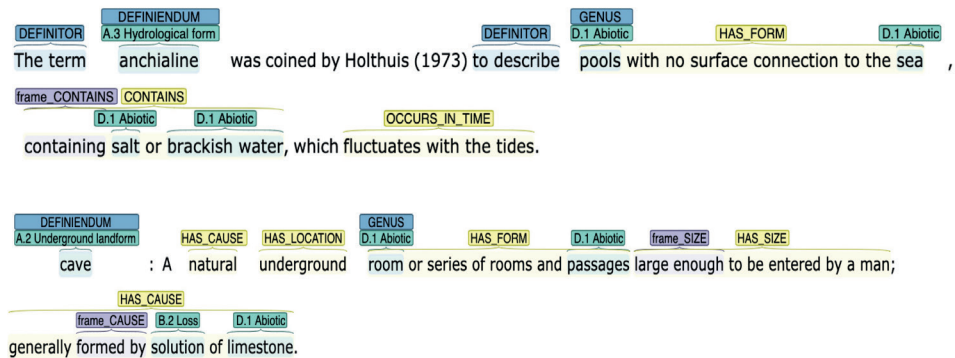 DEFINIENDUM GENUS
DEFINITOR A.3 Hydrological form DEFINITOR D.1 Abiotic HAS_FORM D.1 Abiotic
The term anchialine was coined by Holthuis (1973) to describe pools with no surface connection to the sea ,
frame_CONTAINS CONTAINS
D.1 Abiotic D.1 Abiotic OCCURS_IN_TIME
containing salt or brackish water, which fluctuates with the tides.
DEFINIENDUM GENUS
A.2 Underground landform HAS_CAUSE HAS_LOCATION D.1 Abiotic HAS_FORM D.1 Abiotic frame_SIZE HAS_SIZE
cave : A natural underground room or series of rooms and passages large enough to be entered by a man;
HAS_CAUSE
frame_CAUSE B.2 Loss D.1 Abiotic
generally formed by solution of limestone.